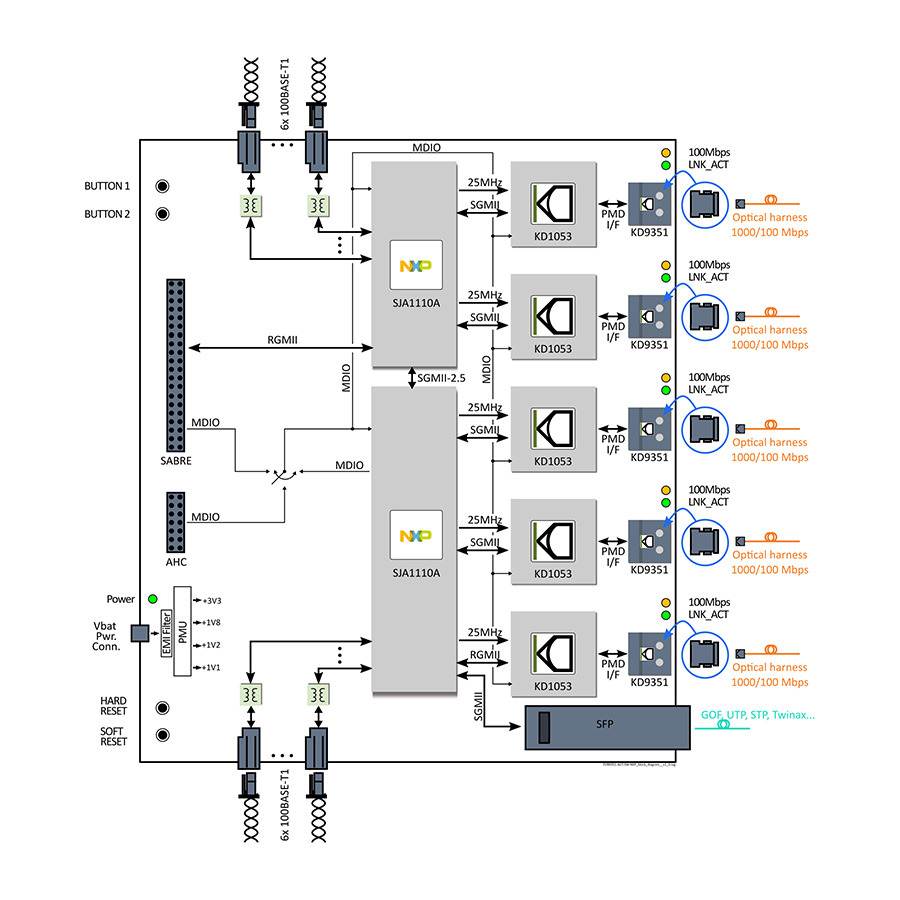 6x 100BASE-T1
MDIO
100Mbps
LNK_ACT
BUTTON 1
BUTTON 2
25MHz
SGMII
KD1053
PMD
I/F
KD9351
Optical harness
1000/100 Mbps
NXP
SJA1110A
100Mbps
LNK_ACT
25MHz
SGMII
KD1053
PMD
I/F
KD9351
Optical harness
1000/100 Mbps
RGMII
MDIO
SGMII-2.5
MDIO
100Mbps
LNK_ACT
25MHz
SGMII
KD1053
PMD
I/F
KD9351
Optical harness
1000/100 Mbps
MDIO
SABRE
MDIO
100Mbps
LNK_ACT
NXP
SJA1110A
25MHz
SGMII
KD1053
PMD
I/F
KD9351
Optical harness
1000/100 Mbps
MDIO
AHC
Power
Vbat
Pwr.
Conn.
EMI Filter
PMU
+3V3
+1V8
+1V2
+1V1
100Mbps
LNK_ACT
25MHz
RGMII
KD1053
PMD
I/F
KD9351
Optical harness
1000/100 Mbps
HARD
RESET
SOFT
RESET
SGMII
SFP
GOF, UTP, STP, Twinax...
6x 100BASE-T1